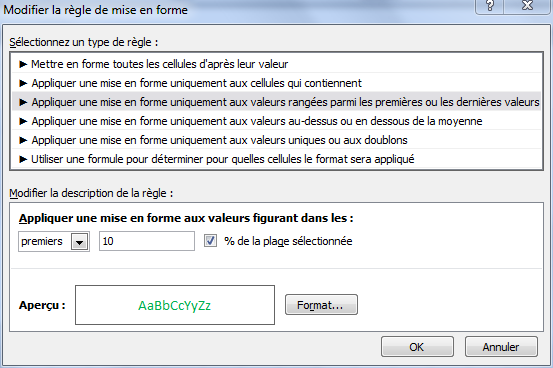 Modifier la règle de mise en forme
Sélectionnez un type de règle :
► Mettre en forme toutes les cellules d'après leur valeur
► Appliquer une mise en forme uniquement aux cellules qui contiennent
► Appliquer une mise en forme uniquement aux valeurs rangées parmi les premières ou les dernières valeurs
► Appliquer une mise en forme uniquement aux valeurs au-dessus ou en dessous de la moyenne
► Appliquer une mise en forme uniquement aux valeurs uniques ou aux doublons
► Utiliser une formule pour déterminer pour quelles cellules le format sera appliqué
Modifier la description de la règle :
Appliquer une mise en forme aux valeurs figurant dans les :
premiers 10 % de la plage sélectionnée
Aperçu : AaBbCcYyZz Format...
OK Annuler